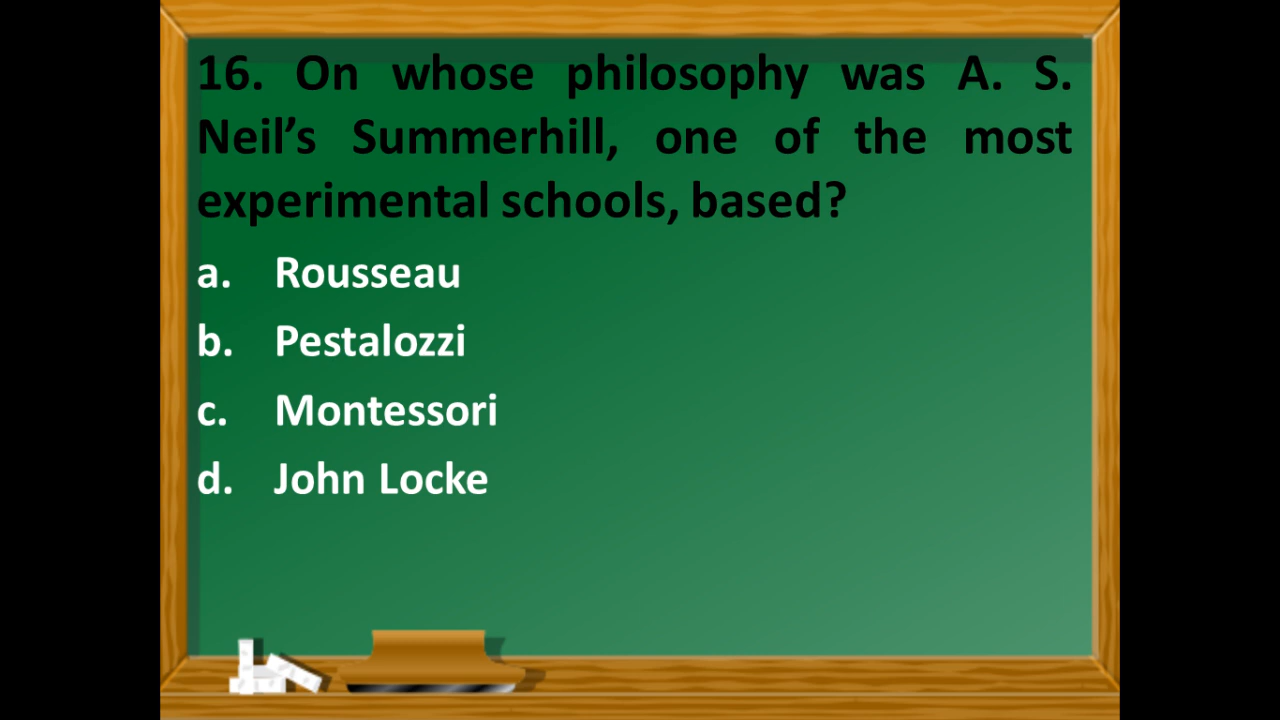 16. On whose philosophy was A. S.
Neil’s Summerhill, one of the most
experimental schools, based?
a. Rousseau
b. Pestalozzi
c. Montessori
d. John Locke